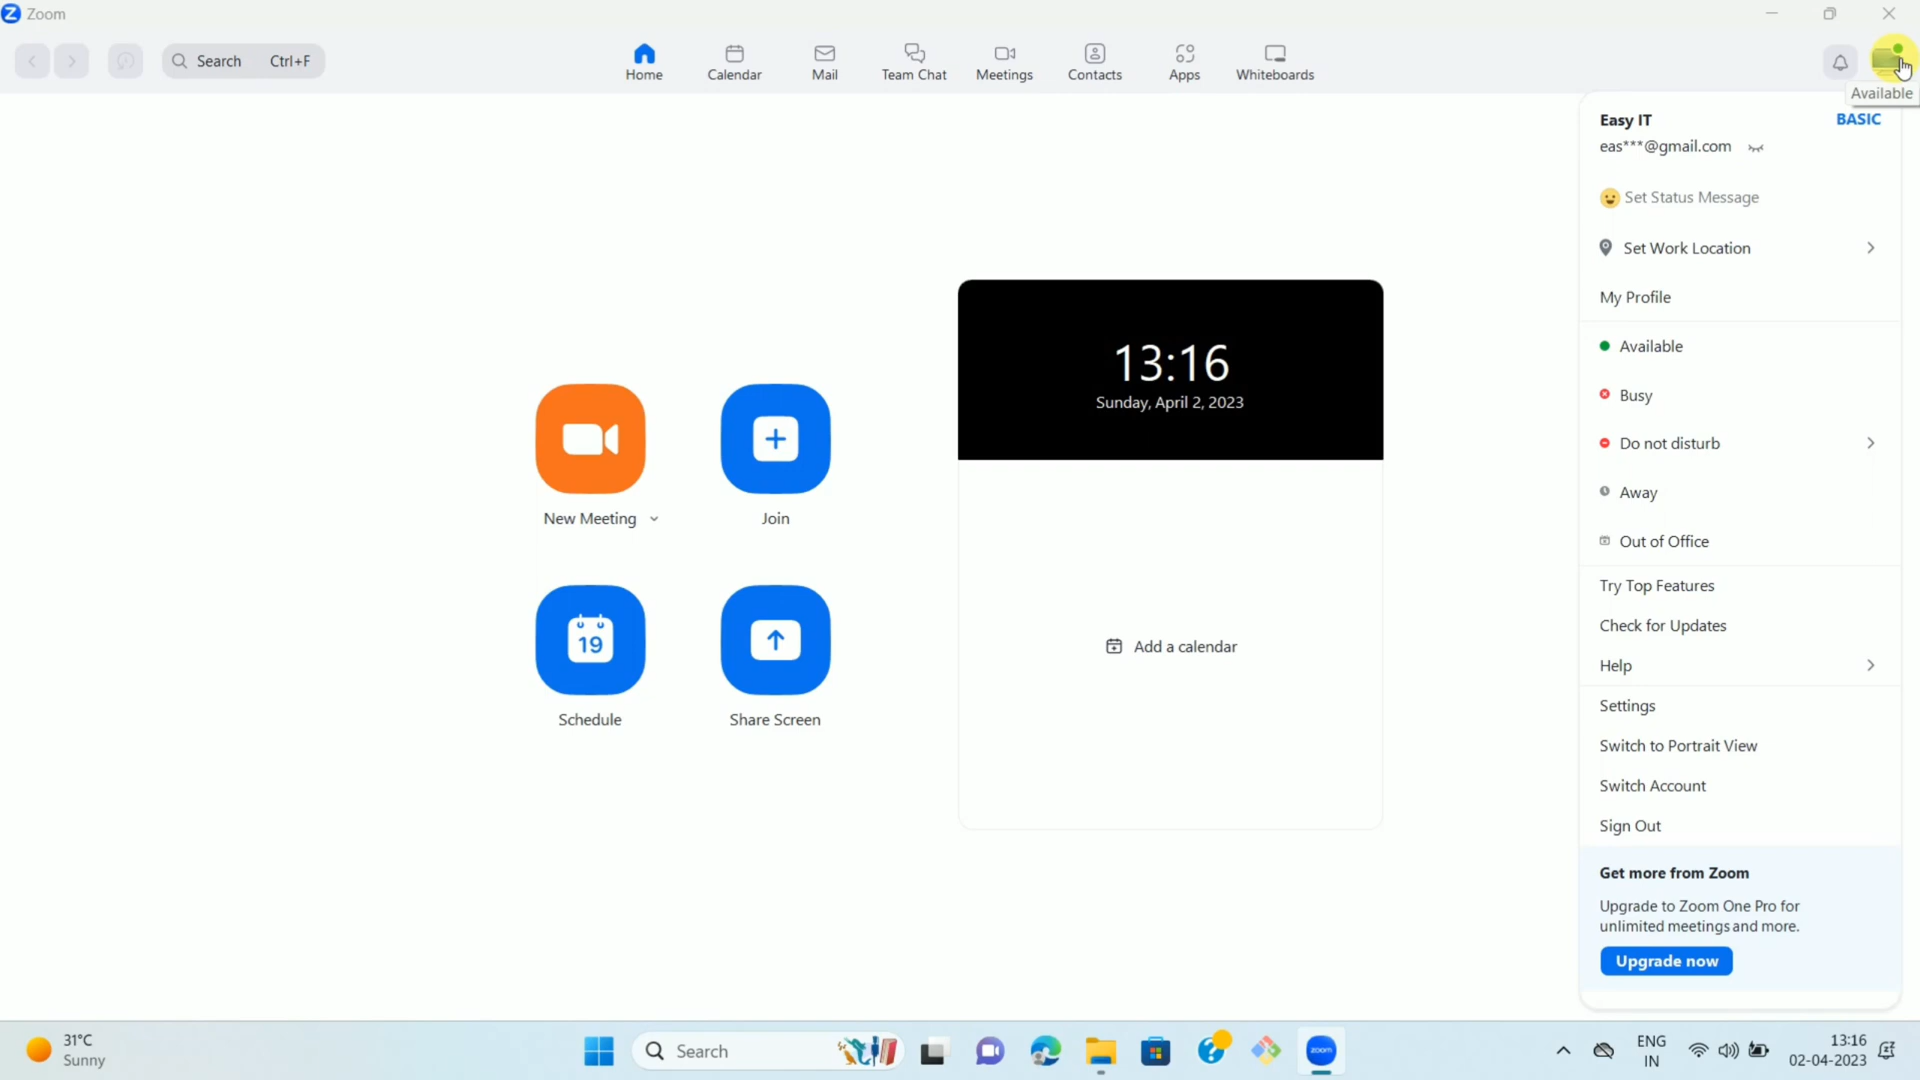 Zoom
Search Ctrl+F
Home
Calendar
Mail
Team Chat
Meetings
Contacts
Apps
Whiteboards
Available
Easy IT BASIC
eas***@gmail.com
Set Status Message
Set Work Location
My Profile
Available
Busy
Do not disturb
Away
Out of Office
Try Top Features
Check for Updates
Help
Settings
Switch to Portrait View
Switch Account
Sign Out
Get more from Zoom
Upgrade to Zoom One Pro for
unlimited meetings and more.
Upgrade now
New Meeting
Join
19
Schedule
Share Screen
13:16
Sunday, April 2, 2023
Add a calendar
31°C
Sunny
Search
zoom
ENG
IN
13:16
02-04-2023